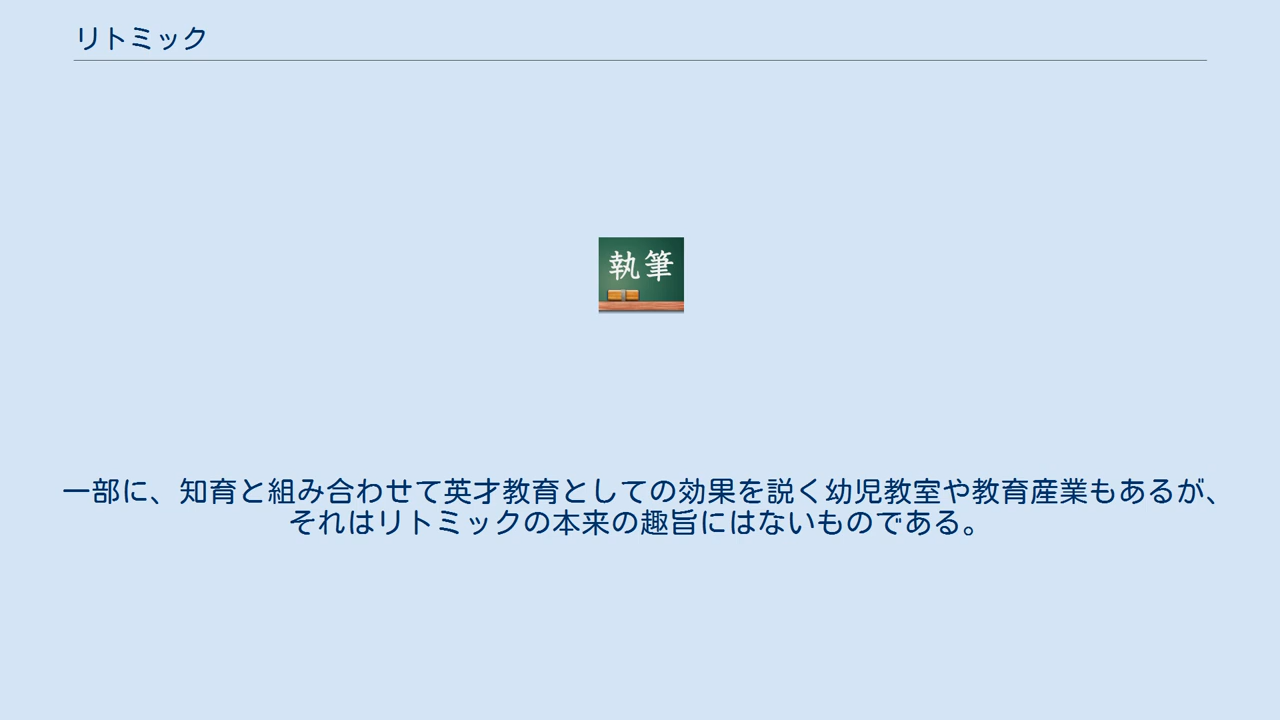 リトミック
執筆
一部に、知育と組み合わせて英才教育としての効果を説く幼児教室や教育産業もあるが、
それはリトミックの本来の趣旨にはないものである。